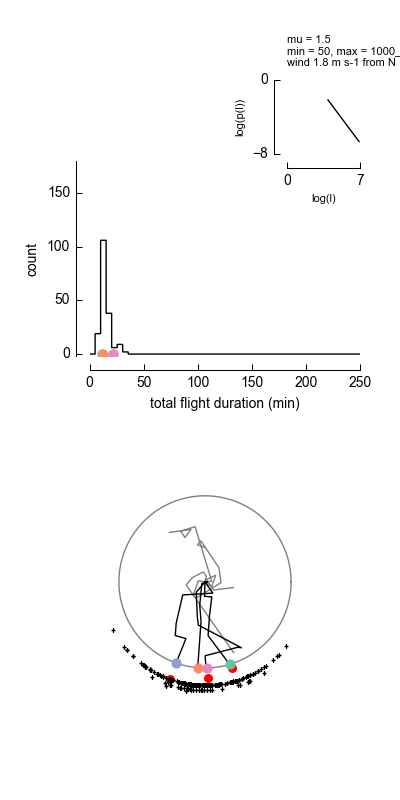 mu = 1.5
min = 50, max = 1000_
wind 1.8 m s-1 from N
0
log(p(l))
−8
0
7
log(l)
150
100
50
0
count
0
50
100
150
200
250
total flight duration (min)